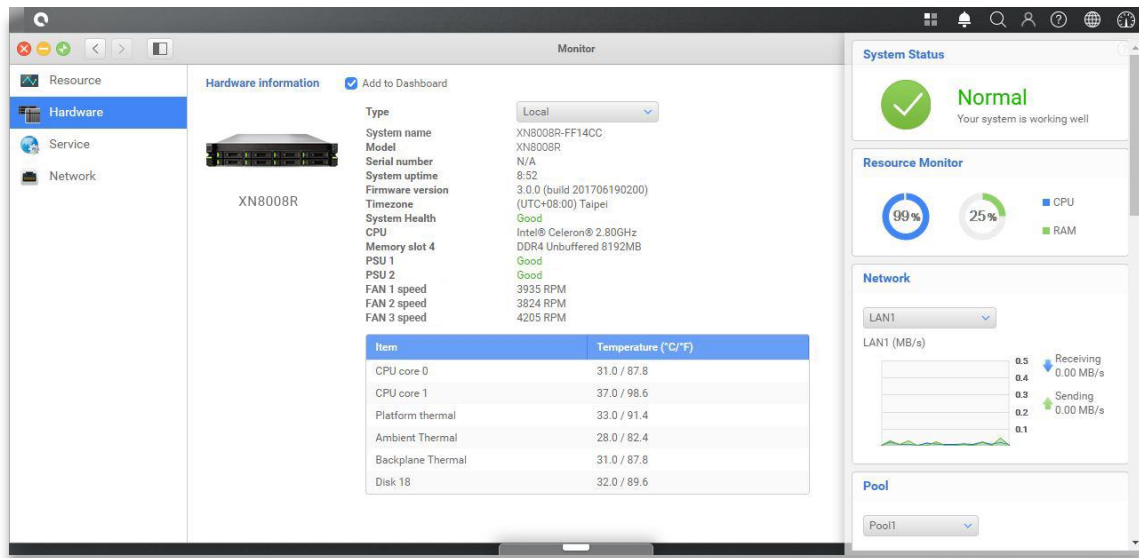 Monitor
Resource
Hardware
Service
Network
Hardware information
Add to Dashboard
XN8008R
Type Local
System name XN8008R-FF14CC
Model XN8008R
Serial number N/A
System uptime 8:52
Firmware version 3.0.0 (build 201706190200)
Timezone (UTC+08:00) Taipei
System Health Good
CPU Intel® Celeron® 2.80GHz
Memory slot 4 DDR4 Unbuffered 8192MB
PSU 1 Good
PSU 2 Good
FAN 1 speed 3935 RPM
FAN 2 speed 3824 RPM
FAN 3 speed 4205 RPM
Item Temperature (°C/°F)
CPU core 0 31.0 / 87.8
CPU core 1 37.0 / 98.6
Platform thermal 33.0 / 91.4
Ambient Thermal 28.0 / 82.4
Backplane Thermal 31.0 / 87.8
Disk 18 32.0 / 89.6
System Status
Normal
Your system is working well
Resource Monitor
99%
25%
CPU
RAM
Network
LAN1
LAN1 (MB/s)
0.5
0.4
0.3
0.2
0.1
Receiving
0.00 MB/s
Sending
0.00 MB/s
Pool
Pool1